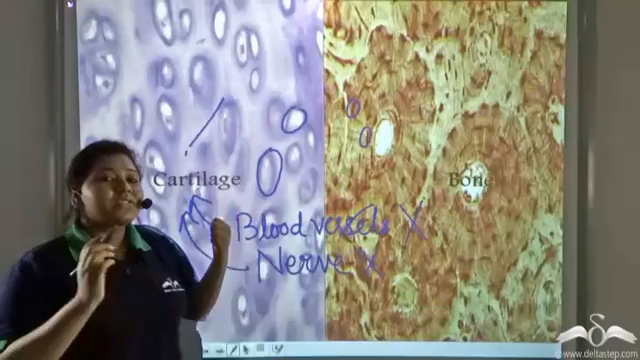 Cartilage
Bone
Blood vessels X
Nerve X
© www.deltastep.com